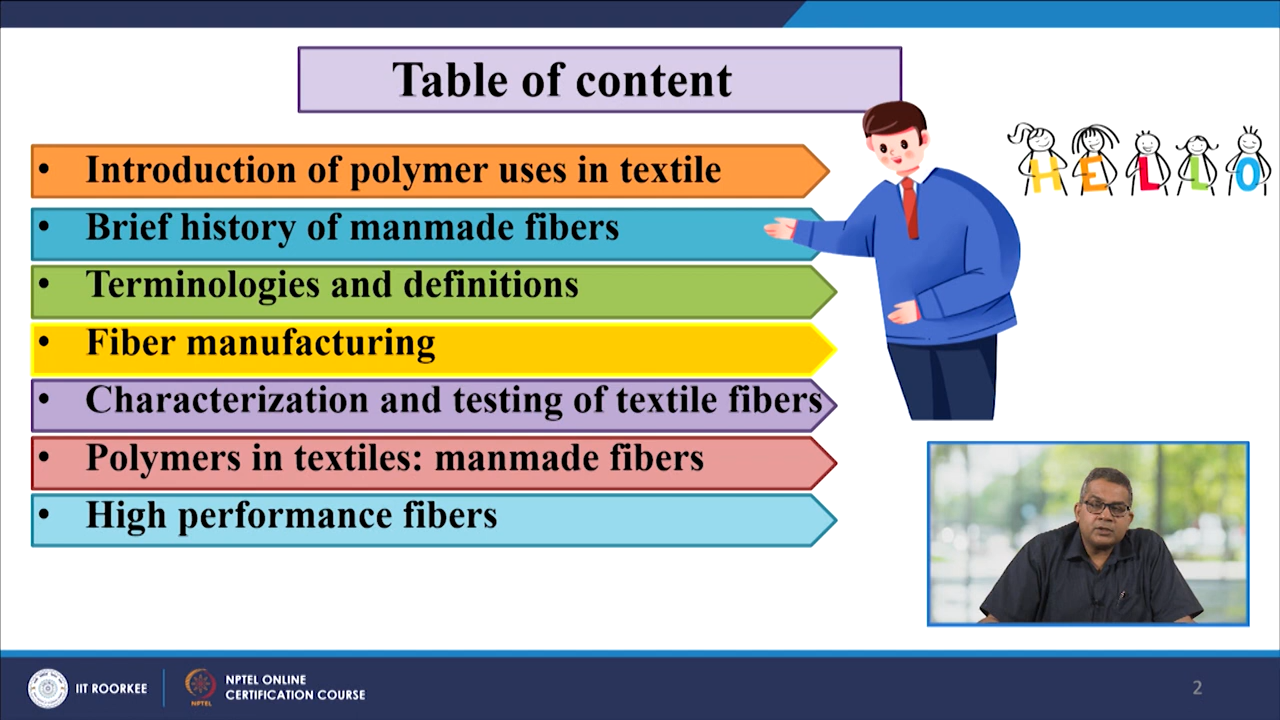 Table of content
HELLO
• Introduction of polymer uses in textile
• Brief history of manmade fibers
• Terminologies and definitions
• Fiber manufacturing
• Characterization and testing of textile fibers
• Polymers in textiles: manmade fibers
• High performance fibers
IIT ROORKEE
NPTEL
NPTEL ONLINE
CERTIFICATION COURSE
2